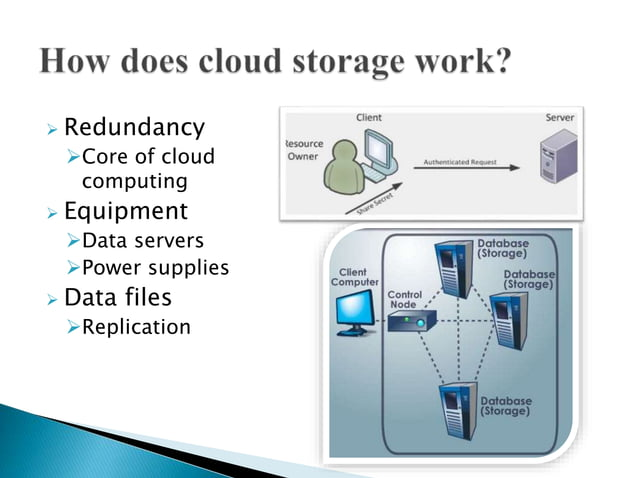 How does cloud storage work?
Redundancy
Core of cloud
computing
Equipment
Data servers
Power supplies
Data files
Replication
Client
Server
Resource
Owner
Authenticated Request
Share Secret
Database
(Storage)
Client
Computer
Database
(Storage)
Control
Node
Database
(Storage)